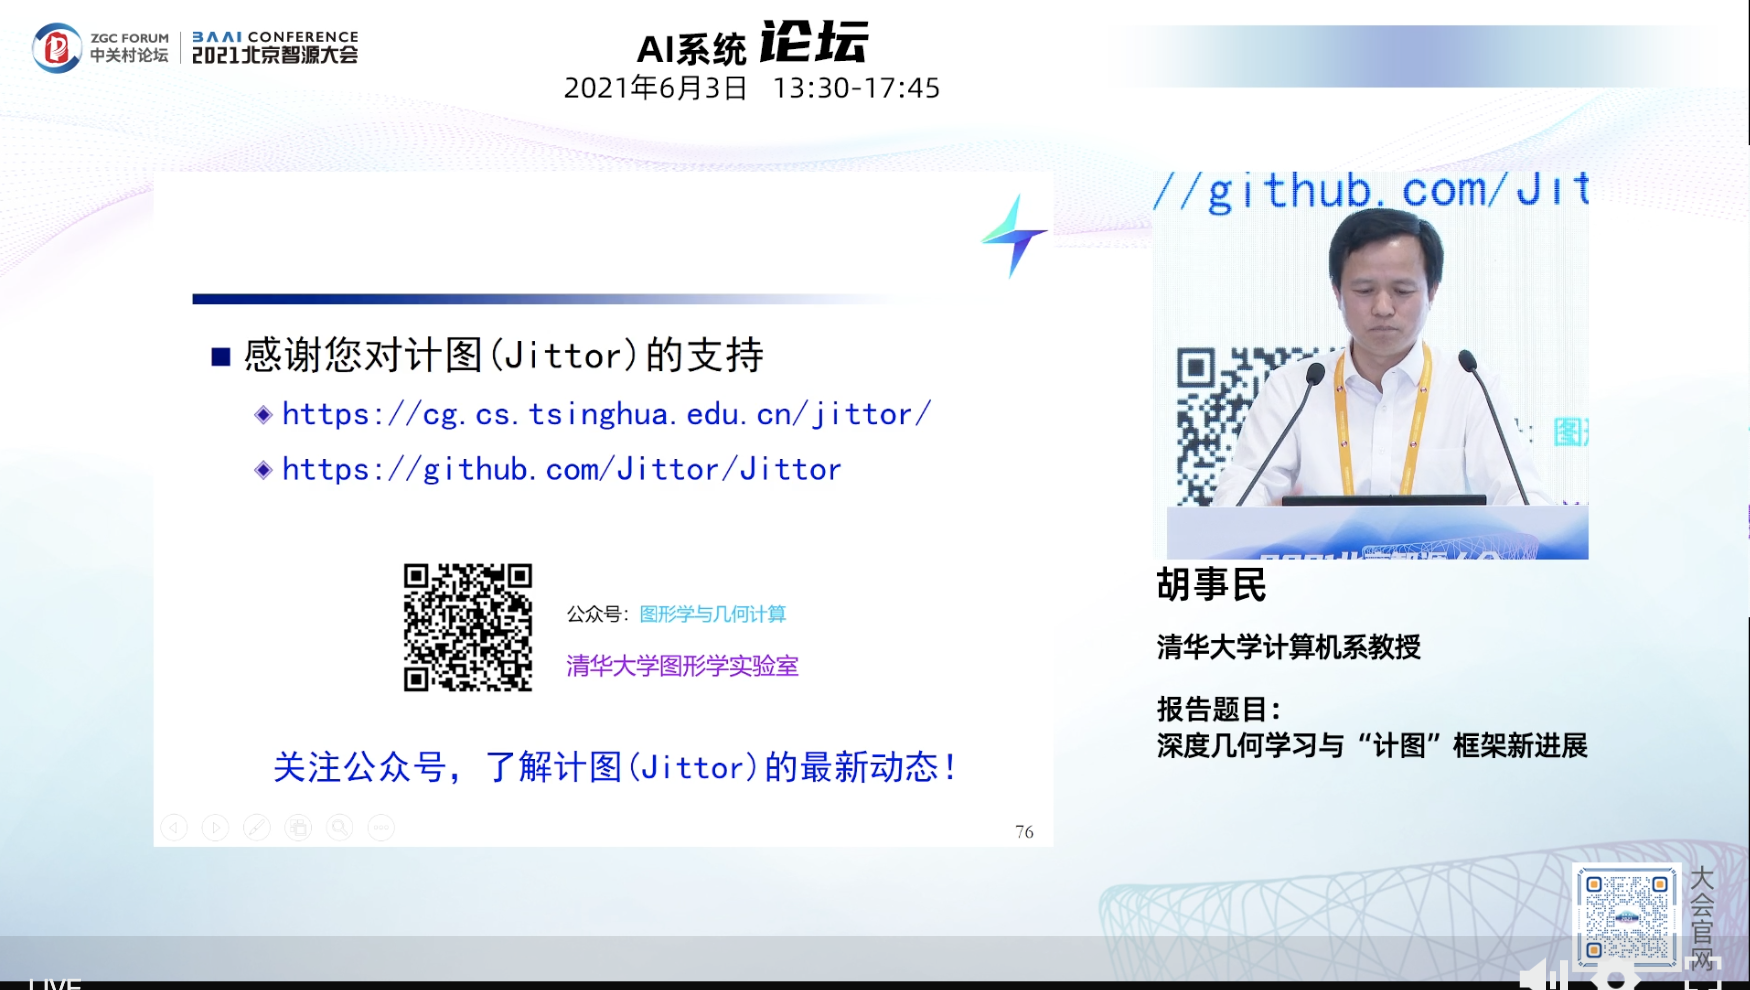 ZGC FORUM
中关村论坛
BAAI CONFERENCE
2021北京智源大会
AI系统 论坛
2021年6月3日 13:30-17:45
感谢您对计图(Jittor)的支持
https://cg.cs.tsinghua.edu.cn/jittor/
https://github.com/Jittor/Jittor
公众号：图形学与几何计算
清华大学图形学实验室
关注公众号，了解计图(Jittor)的最新动态！
76
//github.com/Jit
胡事民
清华大学计算机系教授
报告题目：
深度几何学习与“计图”框架新进展
大会官网
LIVE